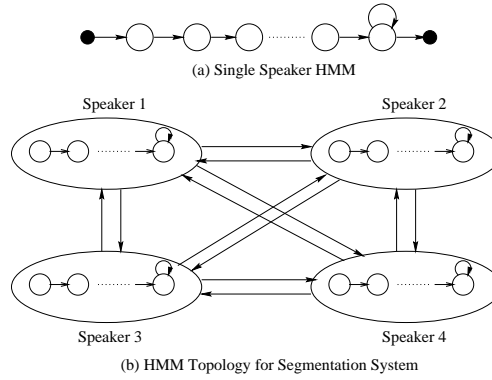 (a) Single Speaker HMM
Speaker 1
Speaker 2
Speaker 3
Speaker 4
(b) HMM Topology for Segmentation System